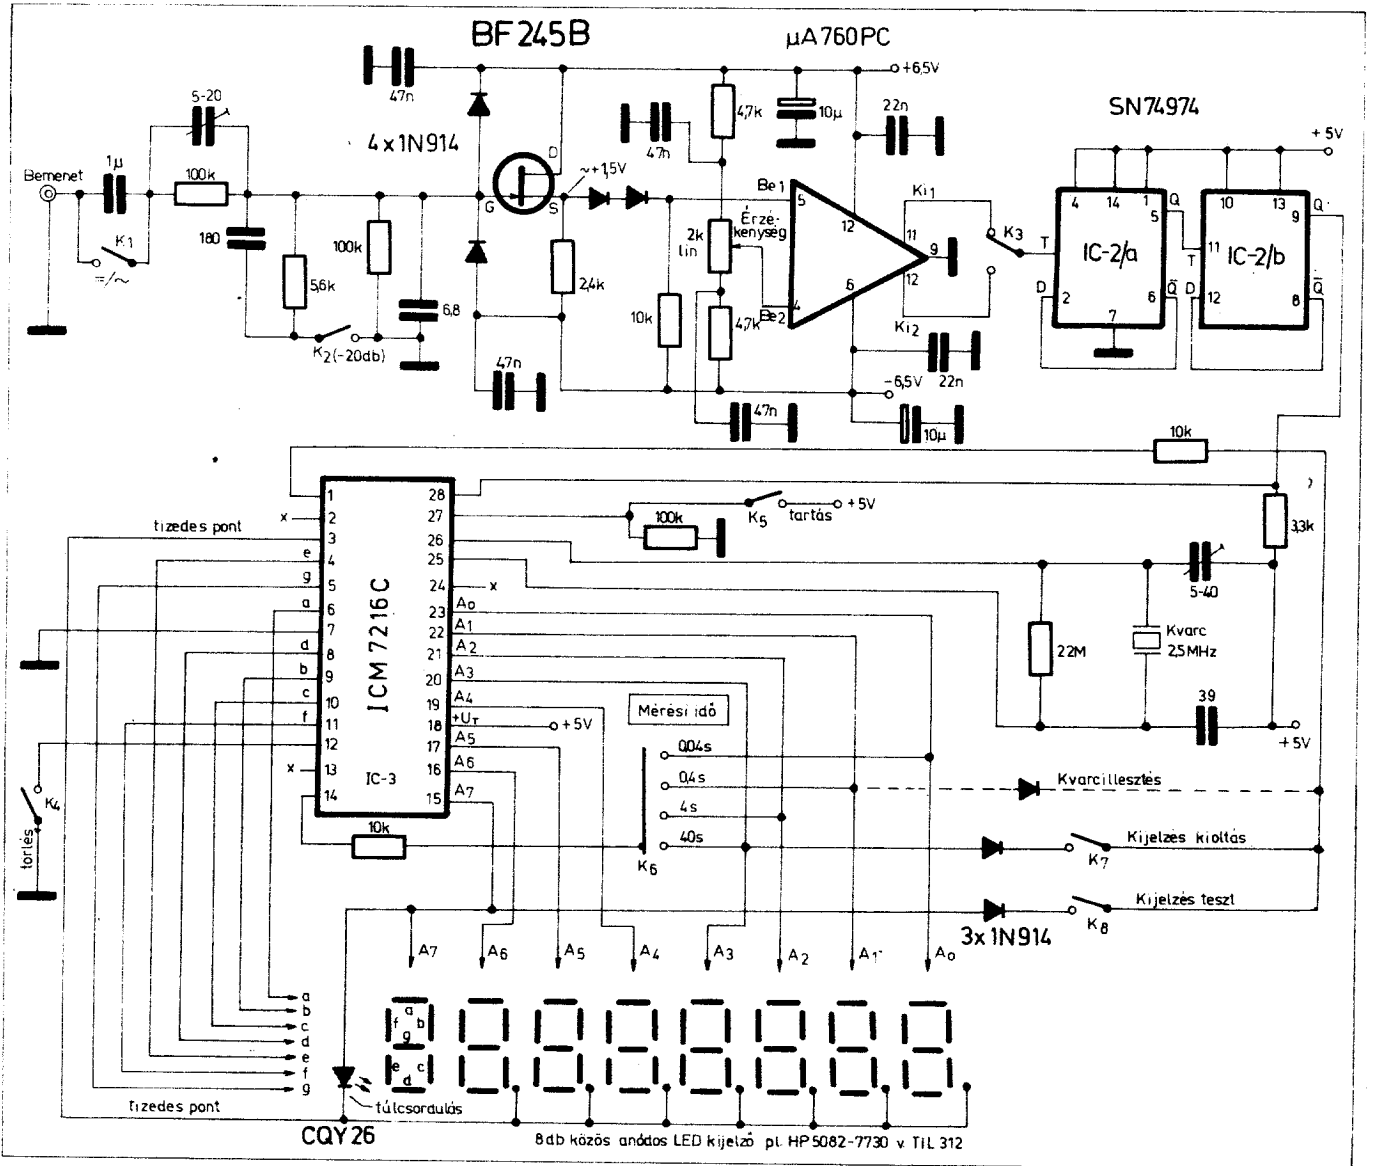 BF245B
µA760PC
+6,5V
47n
5-20
4,7k
10µ
22n
SN74974
+5V
4x1N914
47n
Bemenet
1µ
100k
D
~+1,5V
G
S
Be1
5
Érzé-
kenység
2k
lin
12
Ki1
11
9
12
K3
T
4
14
1
Q
5
IC-2/a
D
2
7
6
Q̅
10
13
9
Q
11
T
IC-2/b
D
12
8
Q̅
K1
=/~
180
5,6k
100k
6,8
K2(-20db)
2,4k
10k
4
Be2
6
Ki2
4,7k
47n
22n
-6,5V
47n
10µ
10k
1
28
2
27
3
26
4
25
5
24
6
23
7
22
8
21
9
20
10
19
11
18
12
17
13
16
14
15
ICM 7216C
IC-3
x
tizedes pont
e
g
a
d
b
c
f
x
x
A0
A1
A2
A3
A4
+UT
+5V
A5
A6
A7
100k
K5
tartás
+5V
3,3k
5-40
22M
Kvarc
2,5MHz
39
+5V
Mérési idő
0,04s
0,4s
4s
40s
K6
K4
törlés
10k
Kvarcillesztés
Kijelzés kioltás
K7
Kijelzés teszt
K8
3x1N914
A7
A6
A5
A4
A3
A2
A1
A0
a
b
c
d
e
f
g
a
f
b
g
e
c
d
tizedes pont
túlcsordulás
CQY26
8db közös anódos LED kijelző pl. HP5082-7730 v. TIL 312